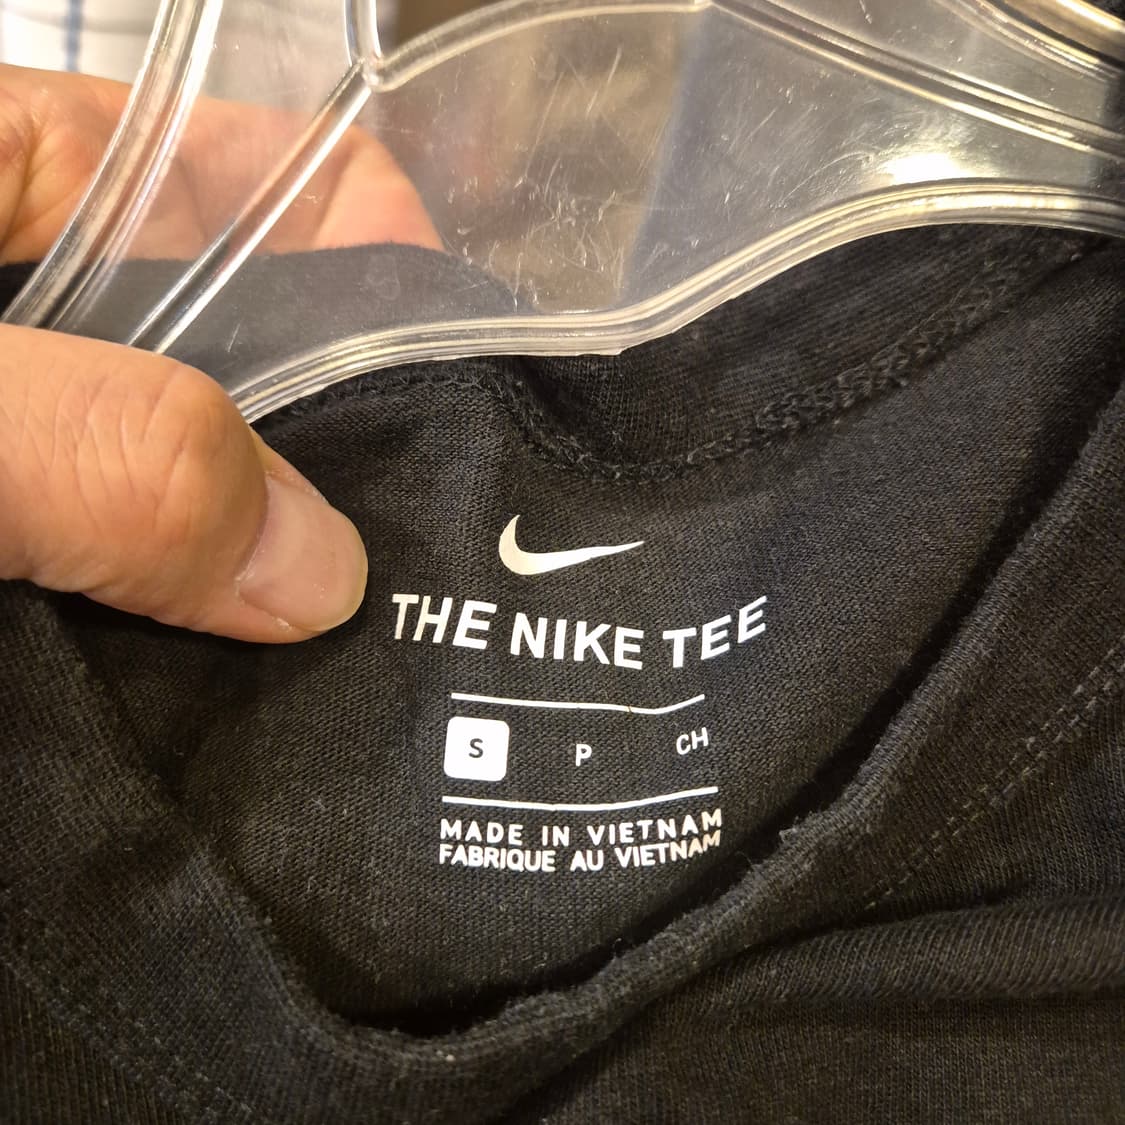 THE NIKE TEE
S P CH
MADE IN VIETNAM
FABRIQUE AU VIETNAM